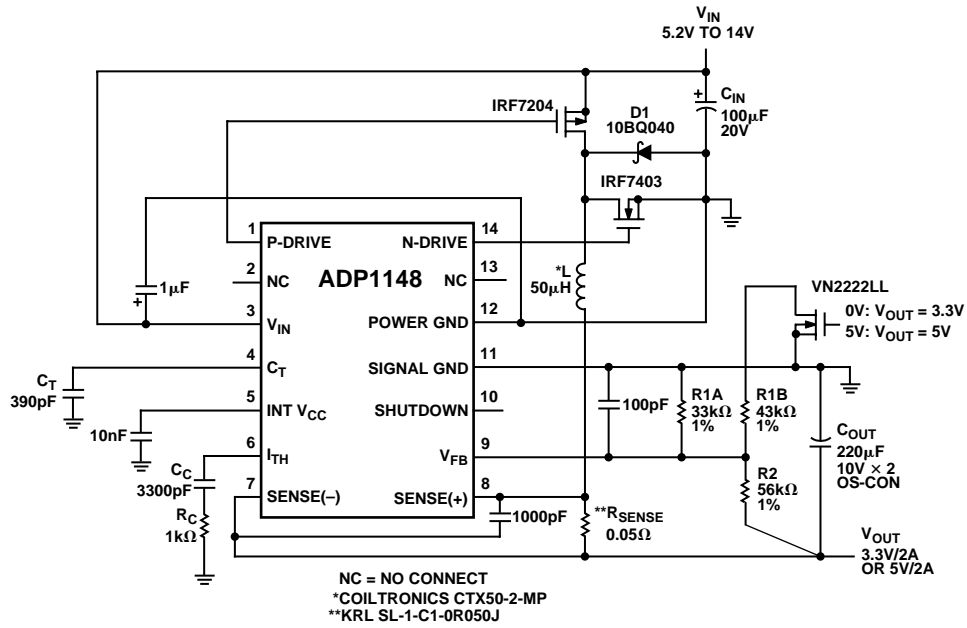 V_IN
5.2V TO 14V
IRF7204
D1
10BQ040
+
C_IN
100μF
20V
IRF7403
1
P-DRIVE
N-DRIVE
14
ADP1148
2
NC
NC
13
1μF
+
*L
50μH
VN2222LL
0V: V_OUT = 3.3V
5V: V_OUT = 5V
3
V_IN
POWER GND
12
4
C_T
SIGNAL GND
11
C_T
390pF
5
INT V_CC
SHUTDOWN
10
10nF
100pF
R1A
33kΩ
1%
R1B
43kΩ
1%
C_OUT
220μF
10V × 2
OS-CON
6
I_TH
V_FB
9
C_C
3300pF
R2
56kΩ
1%
7
SENSE(–)
SENSE(+)
8
R_C
1kΩ
1000pF
**R_SENSE
0.05Ω
V_OUT
3.3V/2A
OR 5V/2A
NC = NO CONNECT
*COILTRONICS CTX50-2-MP
**KRL SL-1-C1-0R050J